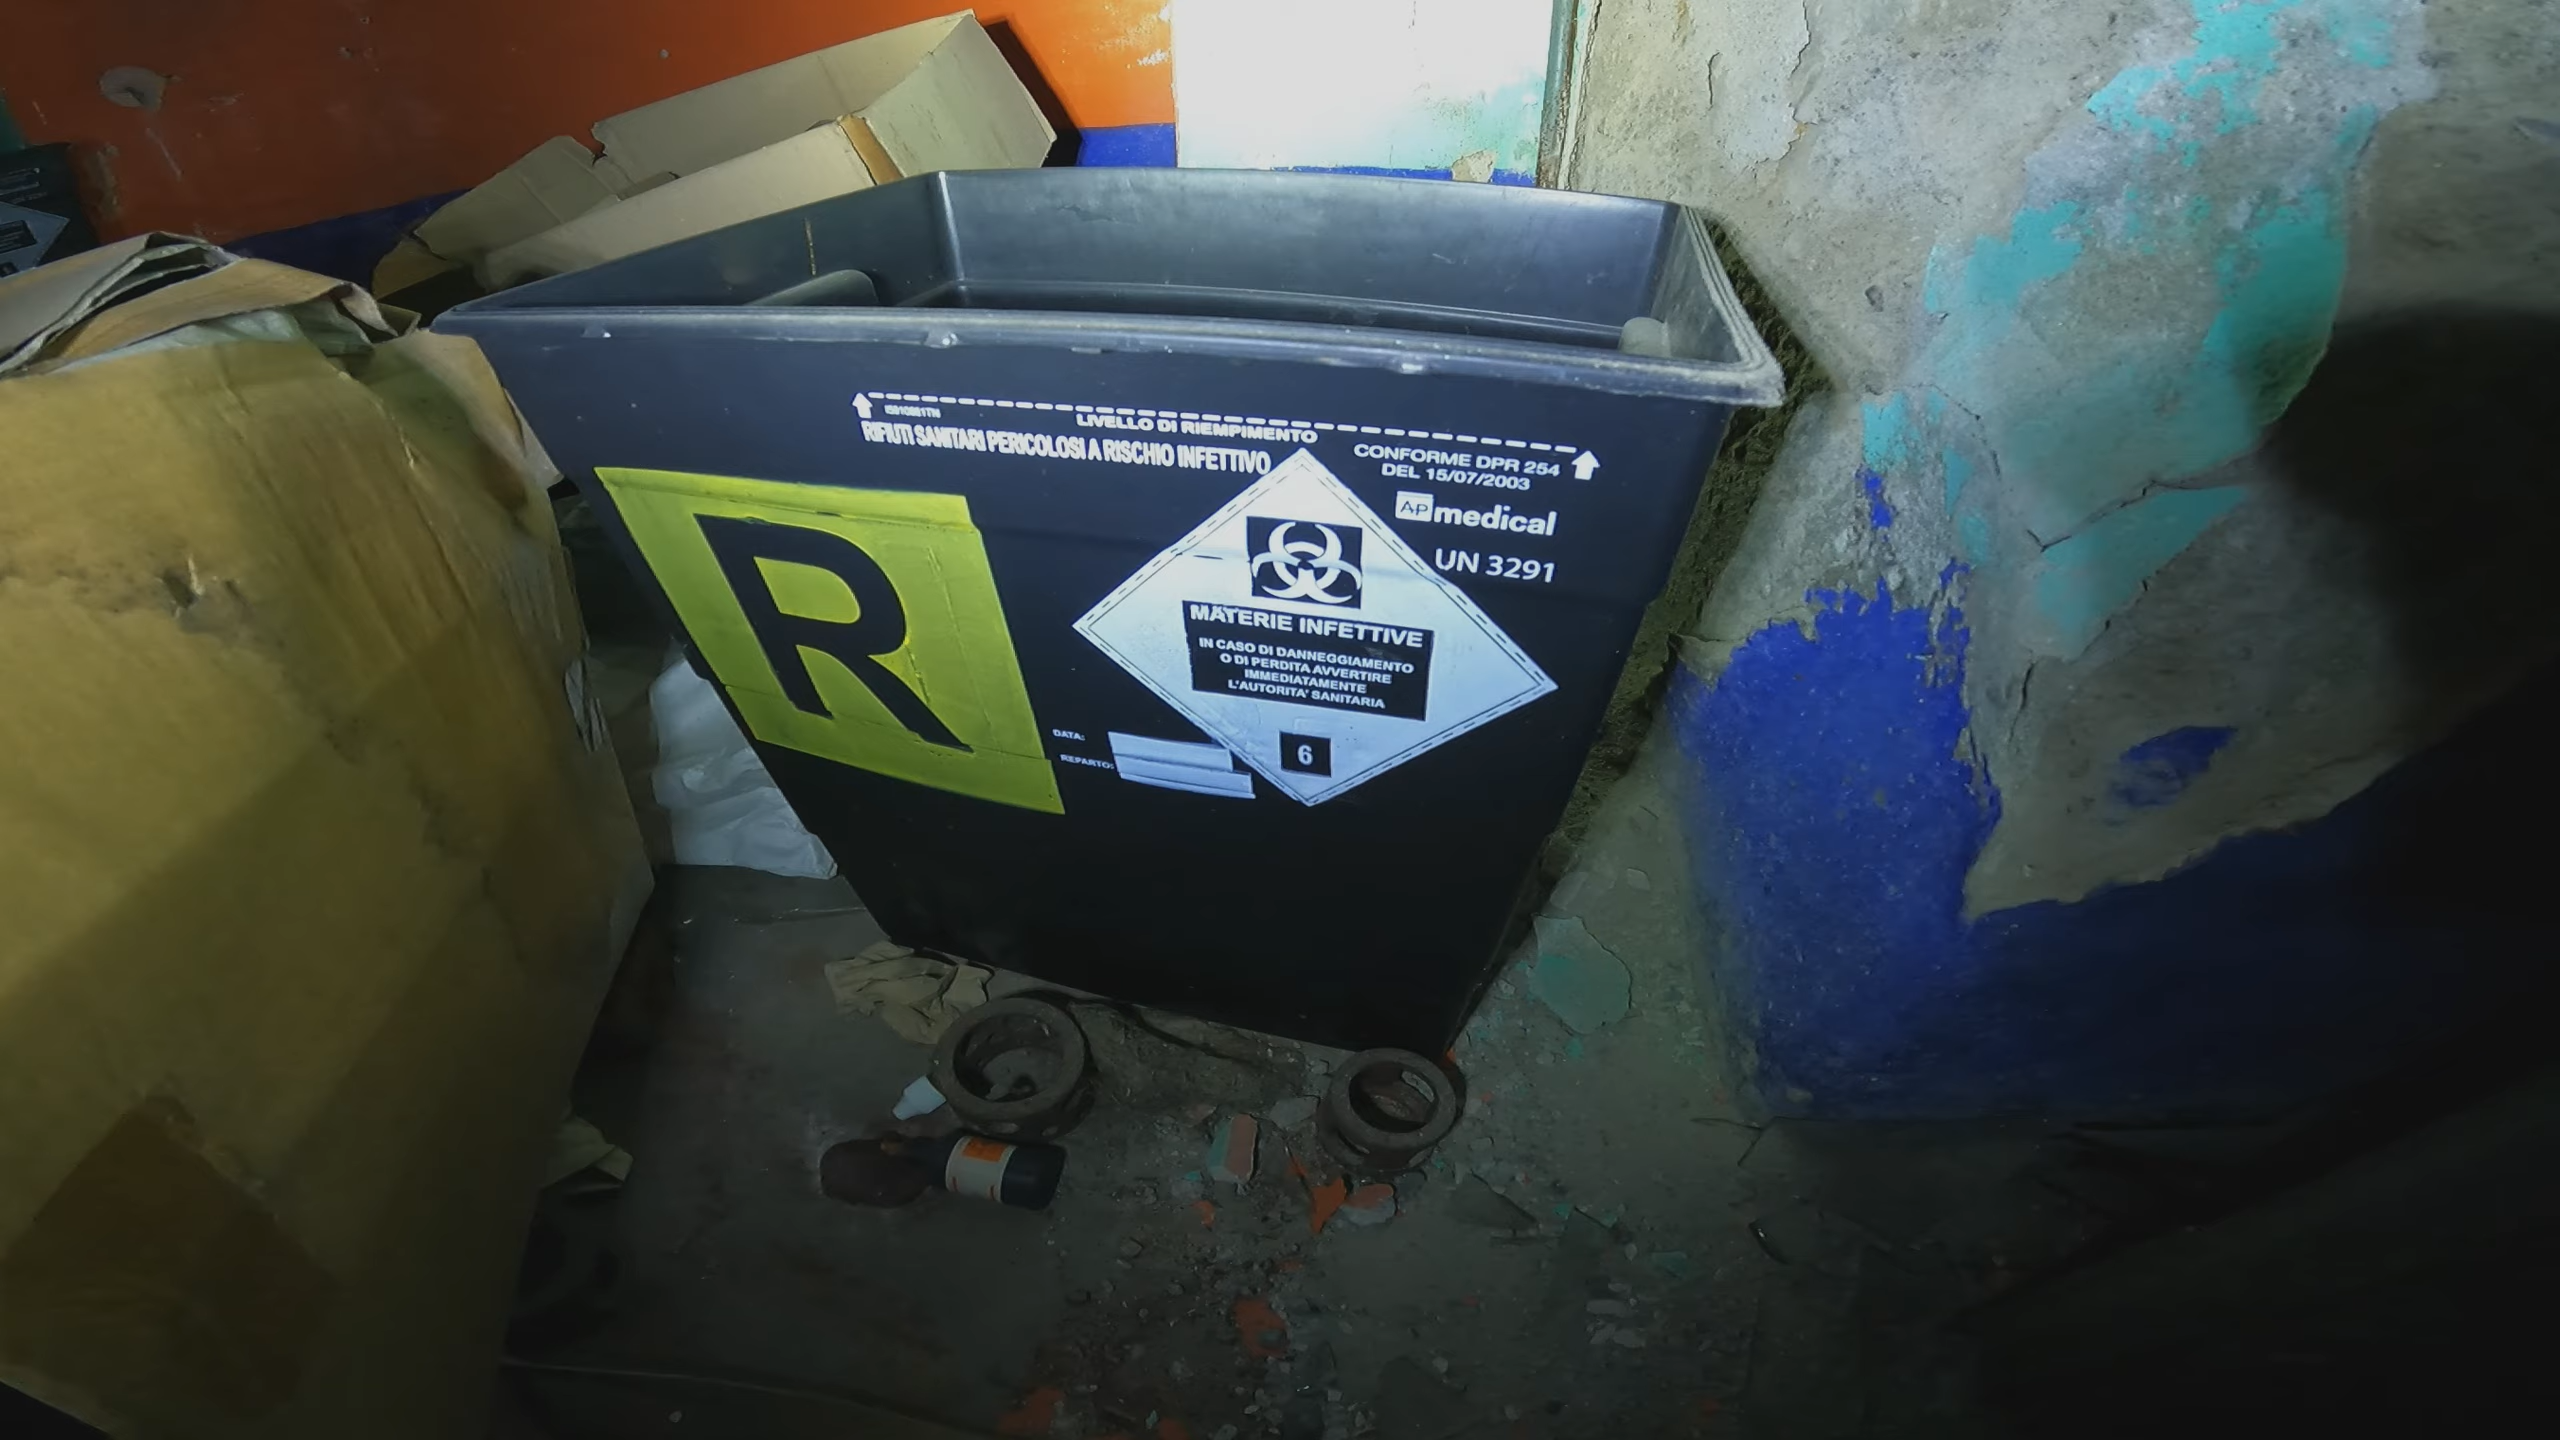 LIVELLO DI RIEMPIMENTO
RIFIUTI SANITARI PERICOLOSI A RISCHIO INFETTIVO
CONFORME DPR 254
DEL 15/07/2003
AP medical
UN 3291
R
MATERIE INFETTIVE
IN CASO DI DANNEGGIAMENTO
O DI PERDITA AVVERTIRE
IMMEDIATAMENTE
L'AUTORITA' SANITARIA
6
DATA:
REPARTO: